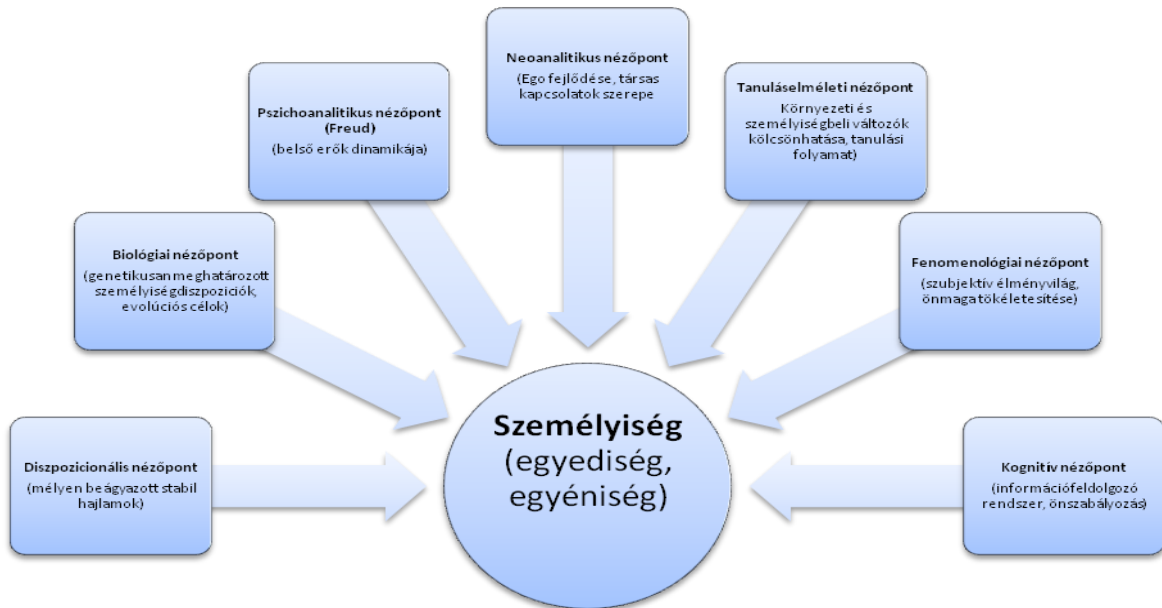 Neoanalitikus nézőpont
(Ego fejlődése, társas
kapcsolatok szerepe
Pszichoanalitikus nézőpont
(Freud)
(belső erők dinamikája)
Tanuláselméleti nézőpont
Környezeti és
személyiségbeli változók
kölcsönhatása, tanulási
folyamat)
Biológiai nézőpont
(genetikusan meghatározott
személyiségdiszpoziciók,
evolúciós célok)
Fenomenológiai nézőpont
(szubjektív élményvilág,
önmaga tökéletesítése)
Diszpozicionális nézőpont
(mélyen beágyazott stabil
hajlamok)
Személyiség
(egyediség,
egyéniség)
Kognitív nézőpont
(információfeldolgozó
rendszer, önszabályozás)